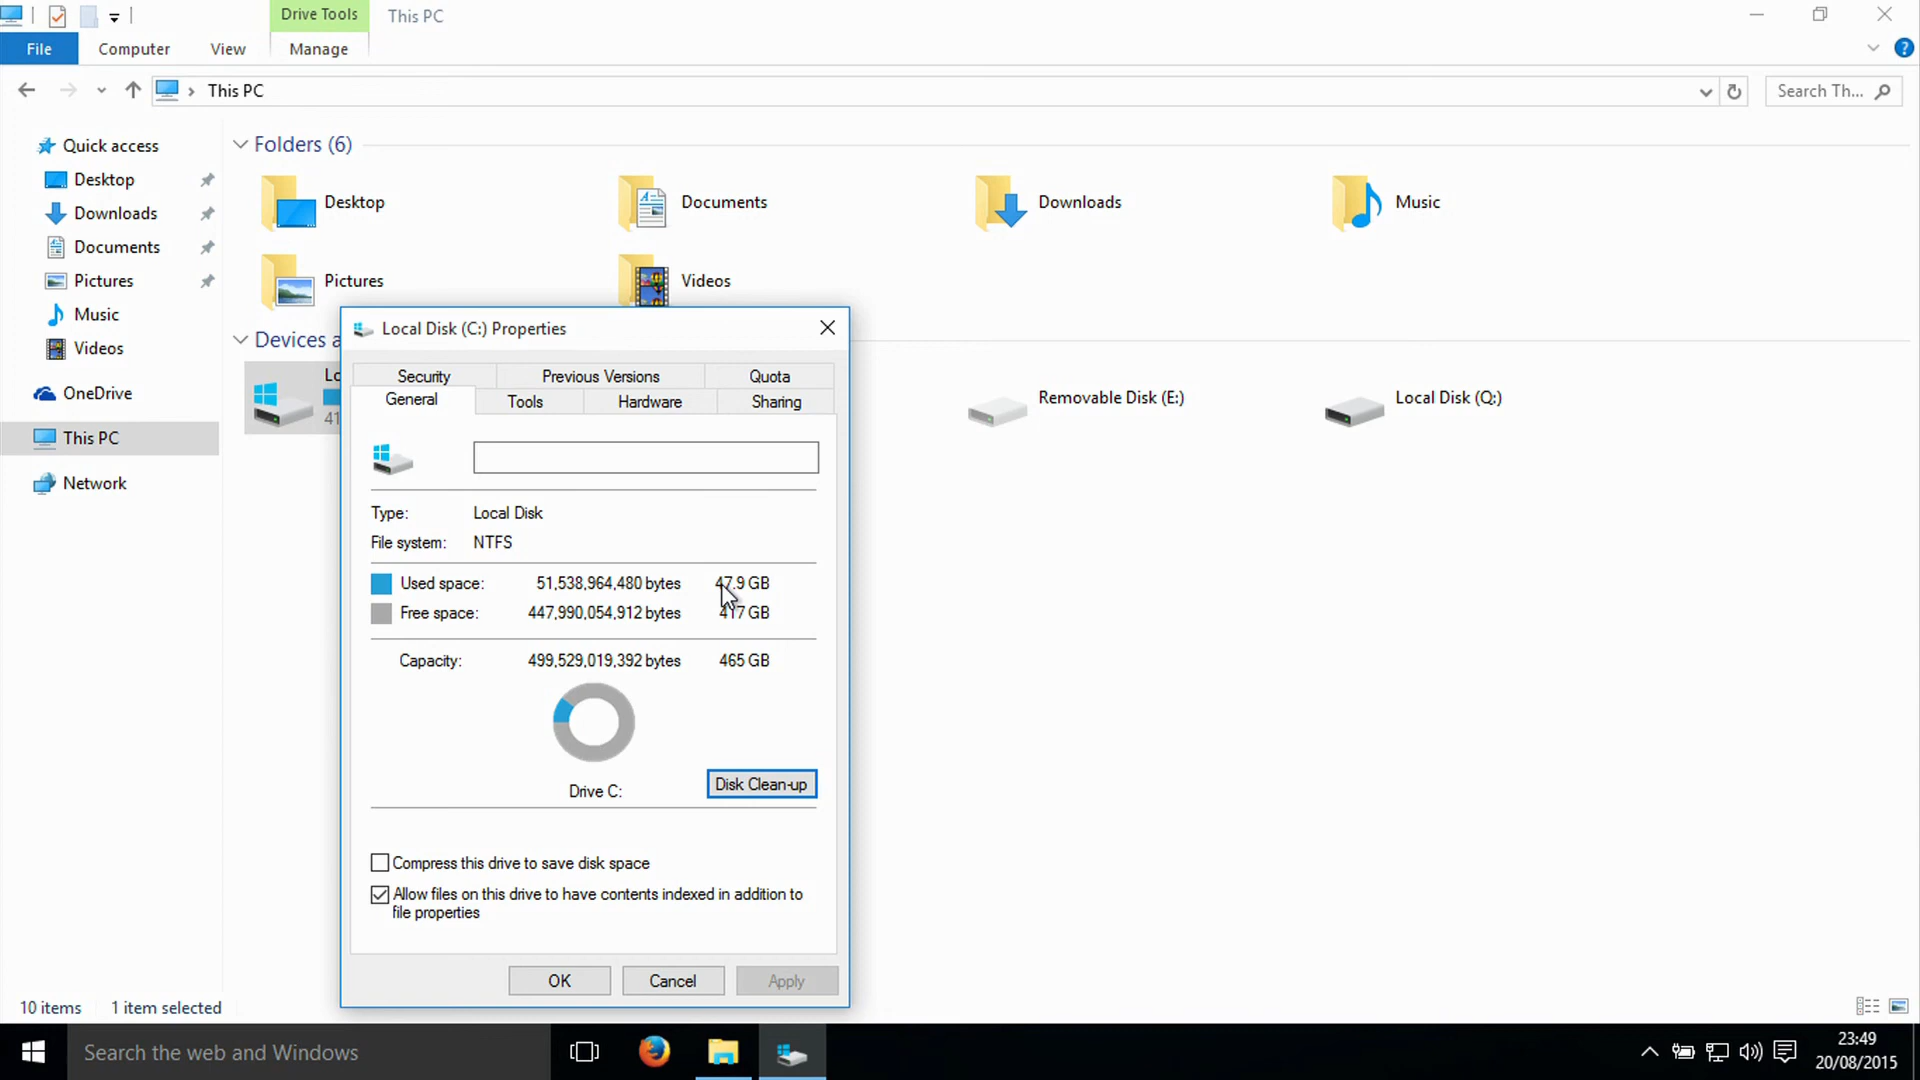 Drive Tools
This PC
File
Computer
View
Manage
This PC
Search Th...
Quick access
Desktop
Downloads
Documents
Pictures
Music
Videos
OneDrive
This PC
Network
Folders (6)
Desktop
Documents
Downloads
Music
Pictures
Videos
Devices a
Lo
41
Removable Disk (E:)
Local Disk (Q:)
Local Disk (C:) Properties
Security
Previous Versions
Quota
General
Tools
Hardware
Sharing
Type: Local Disk
File system: NTFS
Used space: 51,538,964,480 bytes 47.9 GB
Free space: 447,990,054,912 bytes 417 GB
Capacity: 499,529,019,392 bytes 465 GB
Drive C:
Disk Clean-up
Compress this drive to save disk space
Allow files on this drive to have contents indexed in addition to
file properties
OK
Cancel
Apply
10 items
1 item selected
Search the web and Windows
23:49
20/08/2015